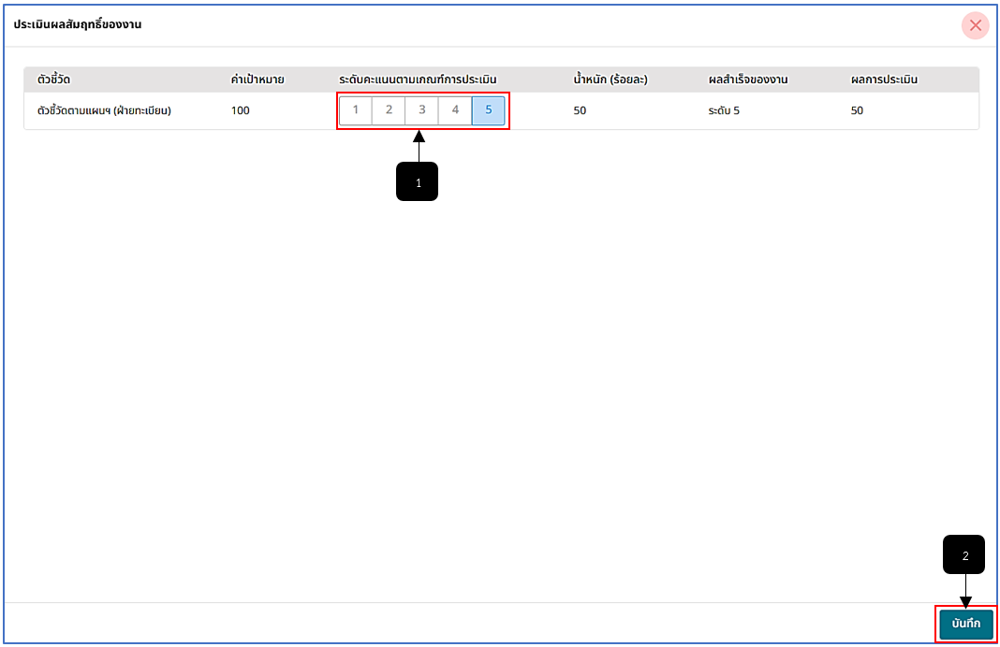 ประเมินผลสัมฤทธิ์ของงาน
ตัวชี้วัด ค่าเป้าหมาย ระดับคะแนนตามเกณฑ์การประเมิน น้ำหนัก (ร้อยละ) ผลสำเร็จของงาน ผลการประเมิน
ตัวชี้วัดตามแผนฯ (ฝ่ายทะเบียน) 100 1 2 3 4 5 50 ระดับ 5 50
1
2
บันทึก